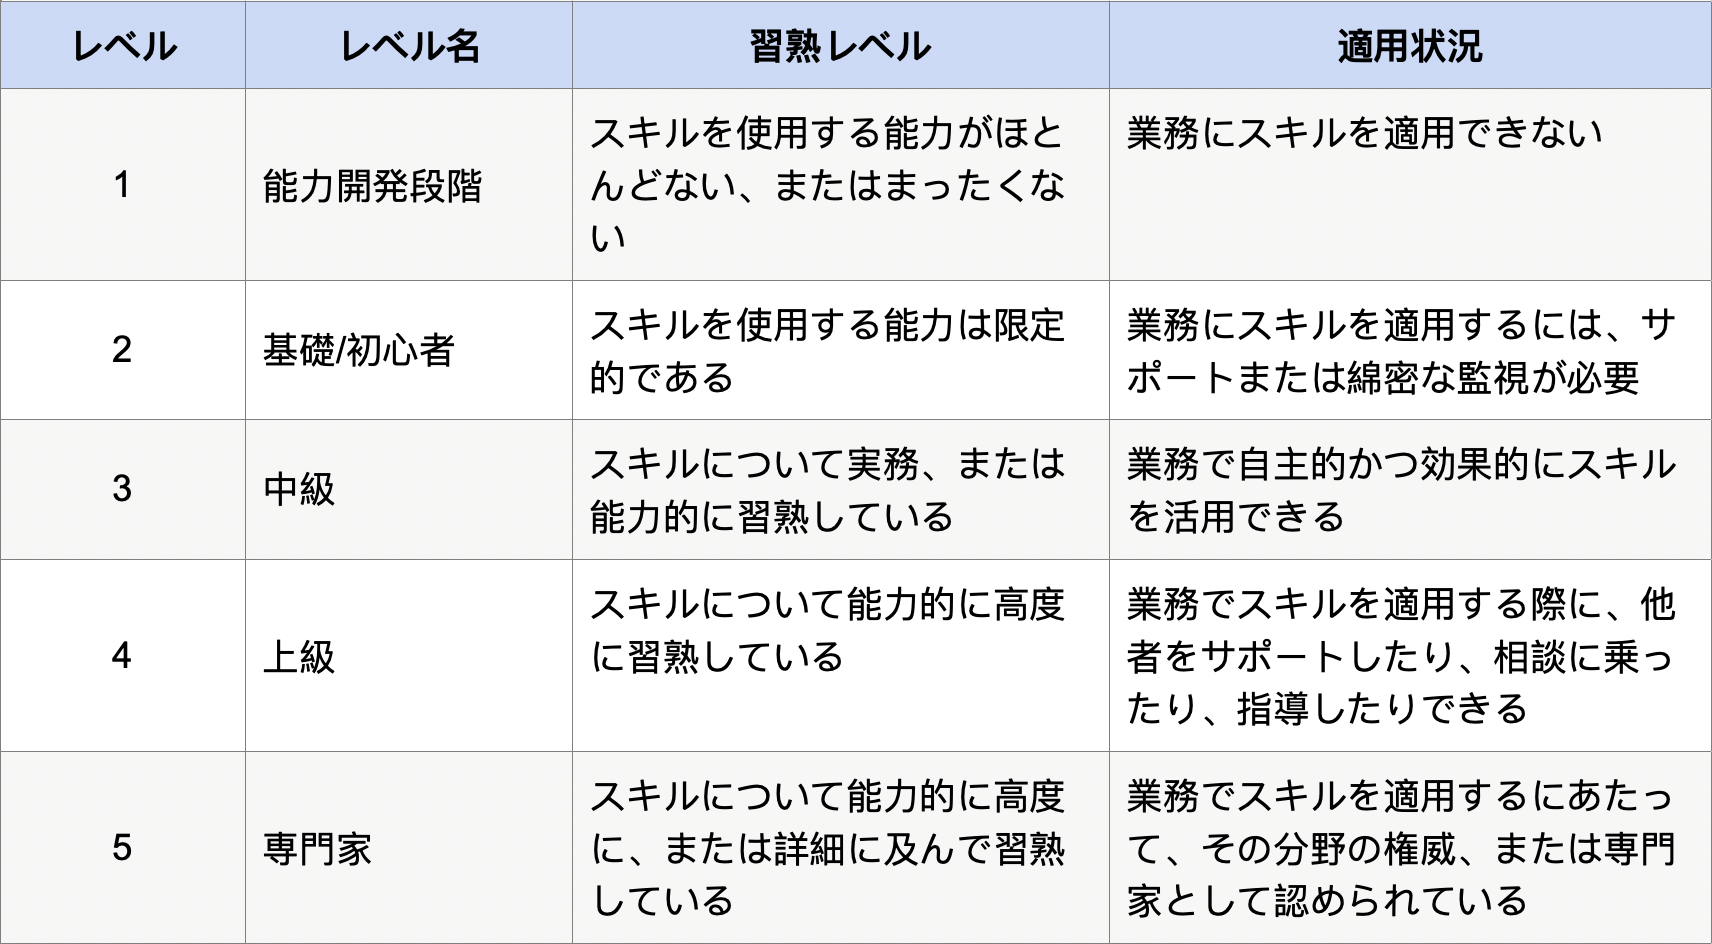 レベル
レベル名
習熟レベル
適用状況
1
能力開発段階
スキルを使用する能力がほと
んどない、またはまったくな
い
業務にスキルを適用できない
2
基礎/初心者
スキルを使用する能力は限定
的である
業務にスキルを適用するには、サ
ポートまたは綿密な監視が必要
3
中級
スキルについて実務、または
能力的に習熟している
業務で自主的かつ効果的にスキル
を活用できる
4
上級
スキルについて能力的に高度
に習熟している
業務でスキルを適用する際に、他
者をサポートしたり、相談に乗っ
たり、指導したりできる
5
専門家
スキルについて能力的に高度
に、または詳細に及んで習熟
している
業務でスキルを適用するにあたっ
て、その分野の権威、または専門
家として認められている